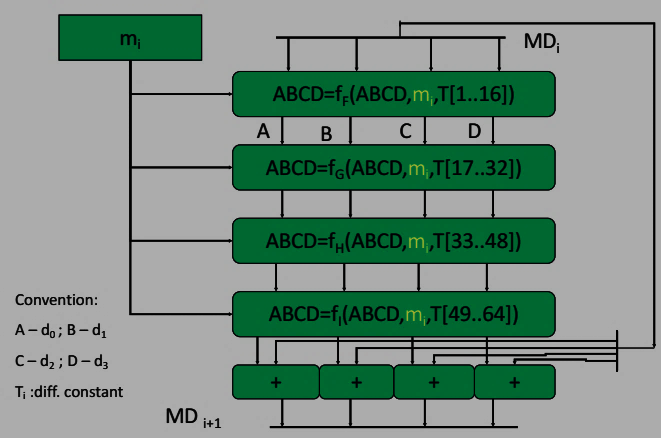 mi
MDi
ABCD=fF(ABCD,mi,T[1..16])
A B C D
ABCD=fG(ABCD,mi,T[17..32])
ABCD=fH(ABCD,mi,T[33..48])
ABCD=fI(ABCD,mi,T[49..64])
Convention:
A – d0 ; B – d1
C – d2 ; D – d3
Ti :diff. constant
+ + + +
MD i+1